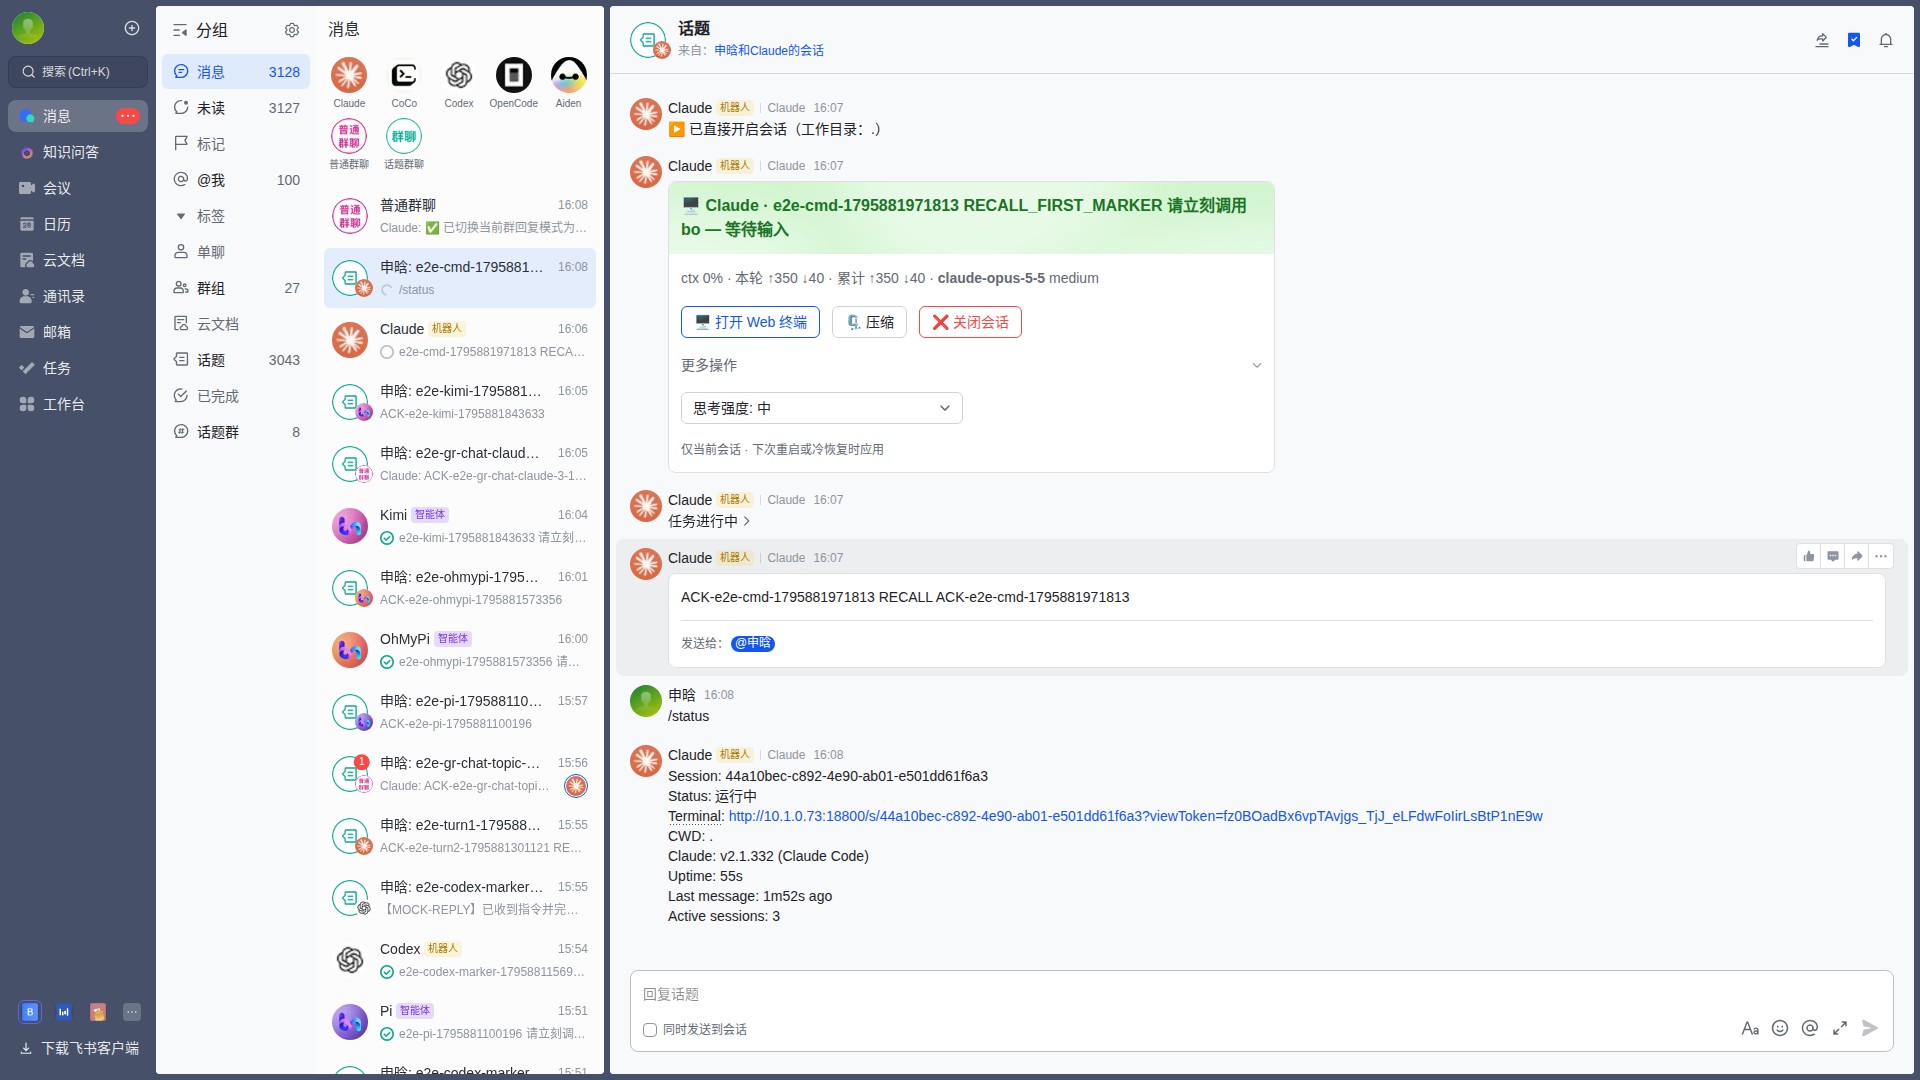 搜索 (Ctrl+K)
消息
知识问答
会议
日历
云文档
通讯录
邮箱
任务
工作台
下载飞书客户端
分组
消息 3128
未读 3127
标记
@我 100
标签
单聊
群组 27
云文档
话题 3043
已完成
话题群 8
消息
Claude CoCo Codex OpenCode Aiden
普通
群聊
群聊
普通群聊 话题群聊
普通群聊 16:08
Claude: ✅ 已切换当前群回复模式为…
申晗: e2e-cmd-1795881… 16:08
/status
Claude 机器人 16:06
e2e-cmd-1795881971813 RECA…
申晗: e2e-kimi-1795881… 16:05
ACK-e2e-kimi-1795881843633
申晗: e2e-gr-chat-claud… 16:05
Claude: ACK-e2e-gr-chat-claude-3-1…
Kimi 智能体 16:04
e2e-kimi-1795881843633 请立刻…
申晗: e2e-ohmypi-1795… 16:01
ACK-e2e-ohmypi-1795881573356
OhMyPi 智能体 16:00
e2e-ohmypi-1795881573356 请…
申晗: e2e-pi-179588110… 15:57
ACK-e2e-pi-1795881100196
1
申晗: e2e-gr-chat-topic-… 15:56
Claude: ACK-e2e-gr-chat-topi…
申晗: e2e-turn1-179588… 15:55
ACK-e2e-turn2-1795881301121 RE…
申晗: e2e-codex-marker… 15:55
【MOCK-REPLY】已收到指令并完…
Codex 机器人 15:54
e2e-codex-marker-17958811569…
Pi 智能体 15:51
e2e-pi-1795881100196 请立刻调…
申晗: e2e-codex-marker… 15:51
话题
来自：申晗和Claude的会话
Claude 机器人 Claude 16:07
▶️ 已直接开启会话（工作目录：.）
Claude 机器人 Claude 16:07
🖥️ Claude · e2e-cmd-1795881971813 RECALL_FIRST_MARKER 请立刻调用
bo — 等待输入
ctx 0% · 本轮 ↑350 ↓40 · 累计 ↑350 ↓40 · claude-opus-5-5 medium
🖥️ 打开 Web 终端 🗜️ 压缩 ❌ 关闭会话
更多操作
思考强度: 中
仅当前会话 · 下次重启或冷恢复时应用
Claude 机器人 Claude 16:07
任务进行中
Claude 机器人 Claude 16:07
ACK-e2e-cmd-1795881971813 RECALL ACK-e2e-cmd-1795881971813
发送给： @申晗
申晗 16:08
/status
Claude 机器人 Claude 16:08
Session: 44a10bec-c892-4e90-ab01-e501dd61f6a3
Status: 运行中
Terminal: http://10.1.0.73:18800/s/44a10bec-c892-4e90-ab01-e501dd61f6a3?viewToken=fz0BOadBx6vpTAvjgs_TjJ_eLFdwFoIirLsBtP1nE9w
CWD: .
Claude: v2.1.332 (Claude Code)
Uptime: 55s
Last message: 1m52s ago
Active sessions: 3
回复话题
同时发送到会话